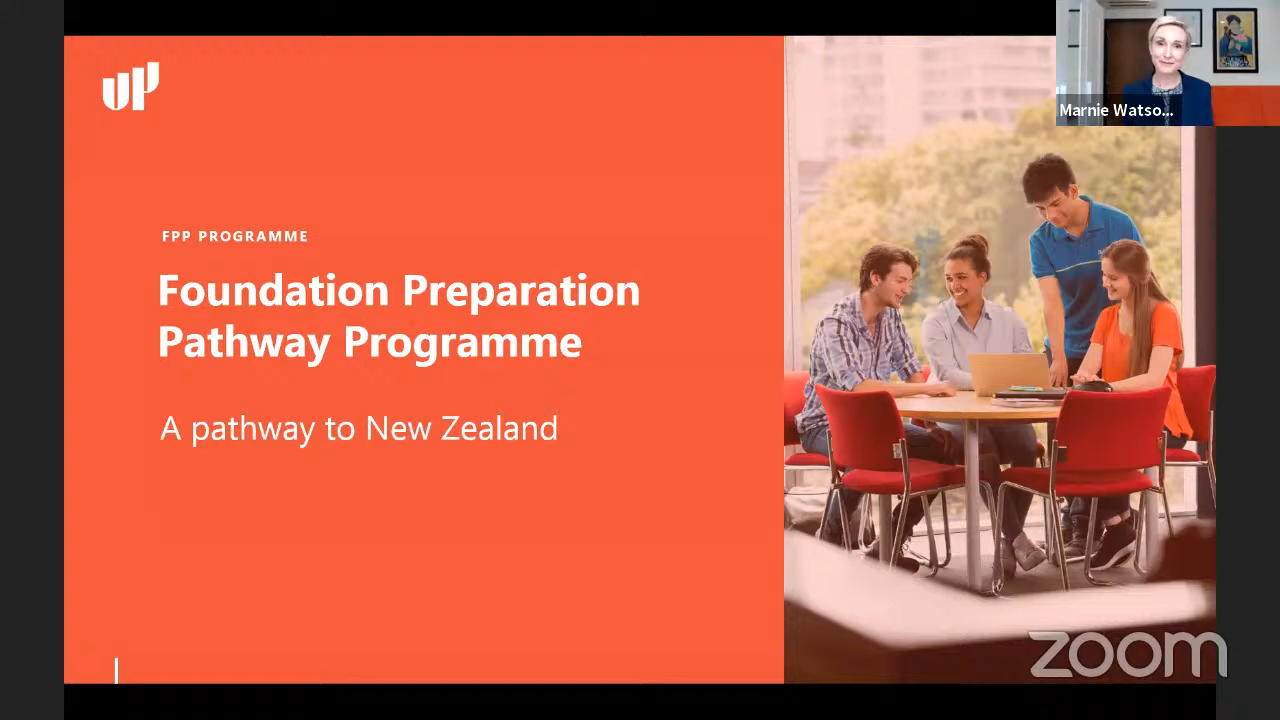 UP
Marnie Watso...
FPP PROGRAMME
Foundation Preparation
Pathway Programme
A pathway to New Zealand
zoom